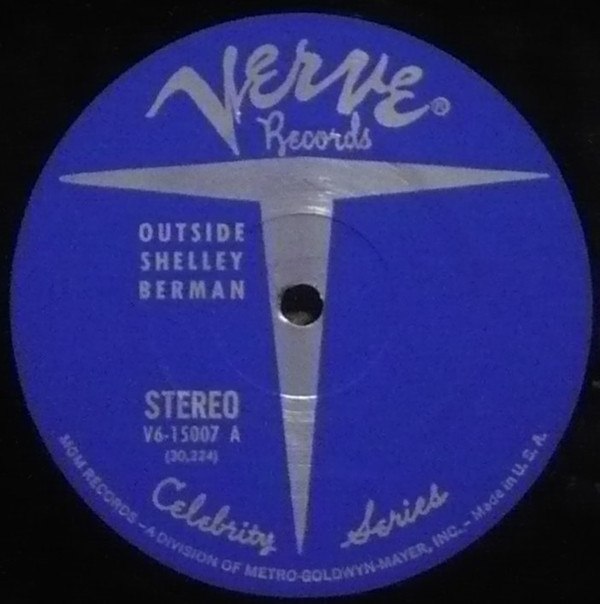 Verve®
Records
OUTSIDE
SHELLEY
BERMAN
STEREO
V6-15007 A
(30,224)
Celebrity Series
MGM RECORDS – A DIVISION OF METRO-GOLDWYN-MAYER, INC. – Made in U. S. A.